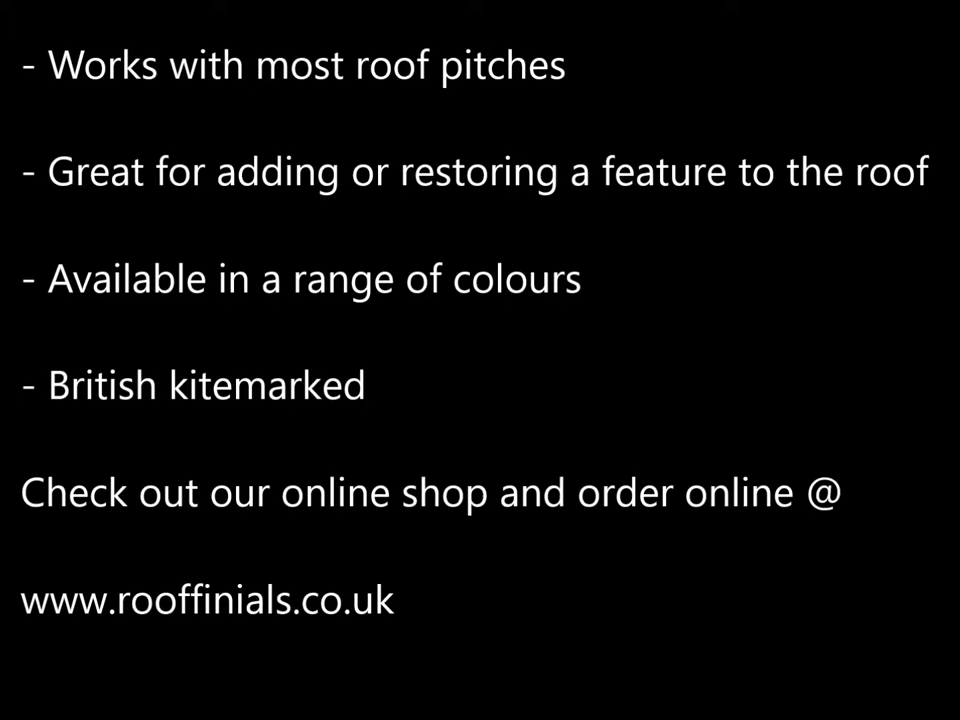 - Works with most roof pitches
- Great for adding or restoring a feature to the roof
- Available in a range of colours
- British kitemarked
Check out our online shop and order online @
www.rooffinials.co.uk